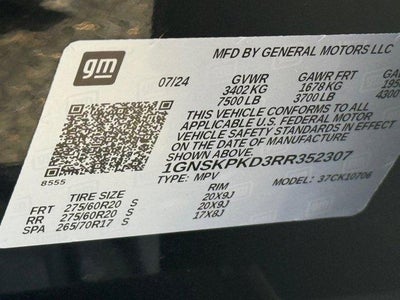 gm
MFD BY GENERAL MOTORS LLC
07/24 GVWR GAWR FRT
3402 KG 1678 KG
7500 LB 3700 LB
THIS VEHICLE CONFORMS TO ALL
APPLICABLE U.S. FEDERAL MOTOR
VEHICLE SAFETY STANDARDS IN EFFECT
ON THE DATE OF MANUFACTURE
1GNSKPKD3RR352307
8555 TYPE: MPV MODEL: 37CK10706
TIRE SIZE RIM
FRT 275/60R20 S 20X9J
RR 275/60R20 S 20X9J
SPA 265/70R17 S 17X8J